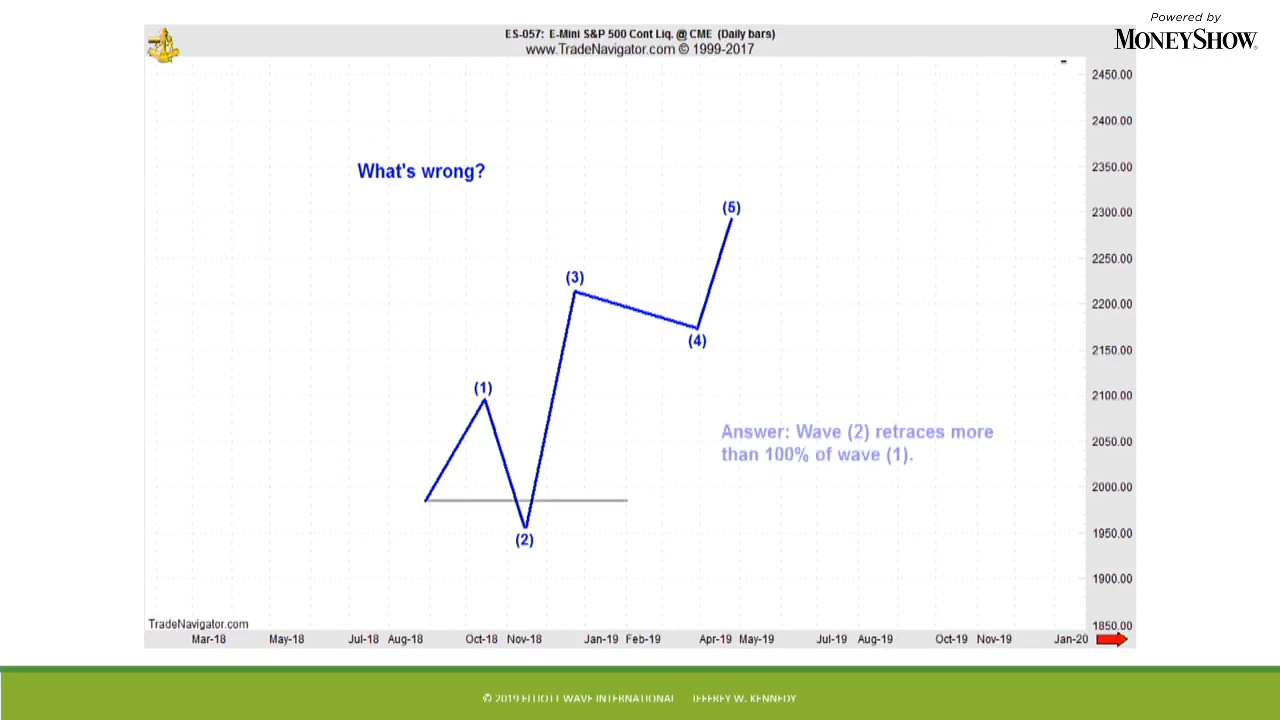 Powered by
MONEYSHOW
ES-057: E-Mini S&P 500 Cont Liq. @ CME (Daily bars)
www.TradeNavigator.com © 1999-2017
2450.00
2400.00
What's wrong?
2350.00
(5)
2300.00
(3)
2250.00
2200.00
(4)
2150.00
(1)
2100.00
Answer: Wave (2) retraces more
than 100% of wave (1).
2050.00
2000.00
(2)
1950.00
1900.00
TradeNavigator.com
1850.00
Mar-18 May-18 Jul-18 Aug-18 Oct-18 Nov-18 Jan-19 Feb-19 Apr-19 May-19 Jul-19 Aug-19 Oct-19 Nov-19 Jan-20
© 2019 ELLIOTT WAVE INTERNATIONAL JEFFREY W. KENNEDY